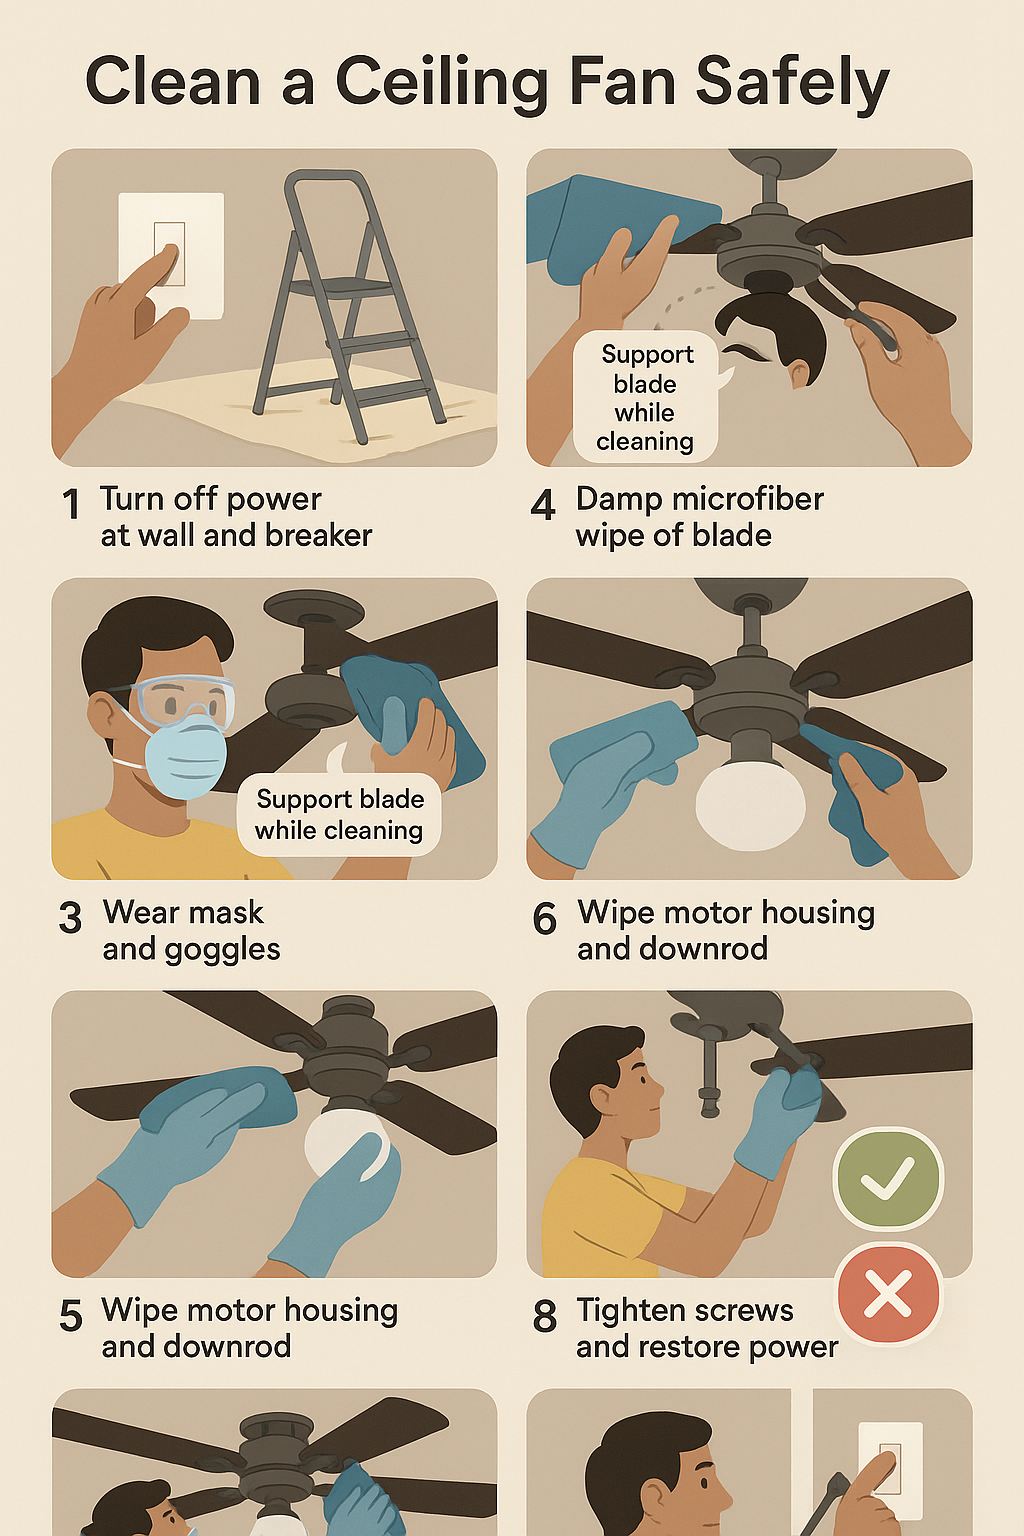 Clean a Ceiling Fan Safely
1 Turn off power
at wall and breaker
Support
blade
while
cleaning
4 Damp microfiber
wipe of blade
Support blade
while cleaning
3 Wear mask
and goggles
6 Wipe motor housing
and downrod
5 Wipe motor housing
and downrod
8 Tighten screws
and restore power